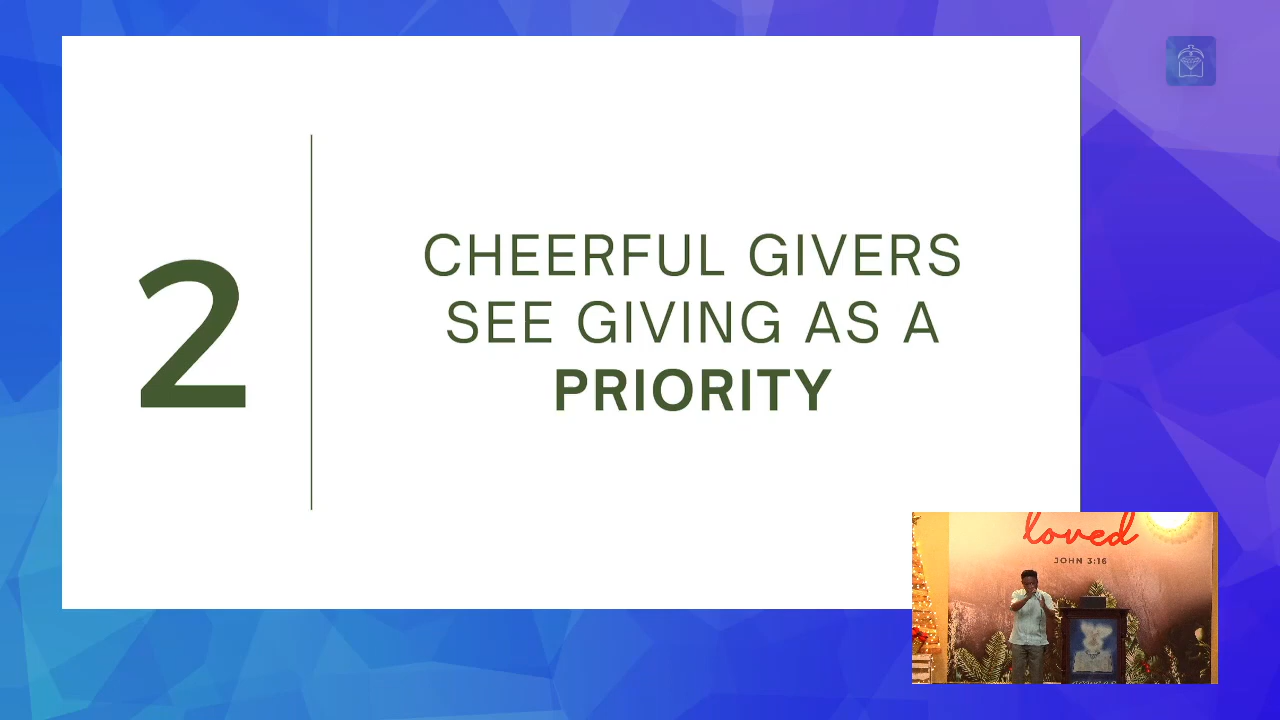 2
CHEERFUL GIVERS
SEE GIVING AS A
PRIORITY
loved
JOHN 3:16